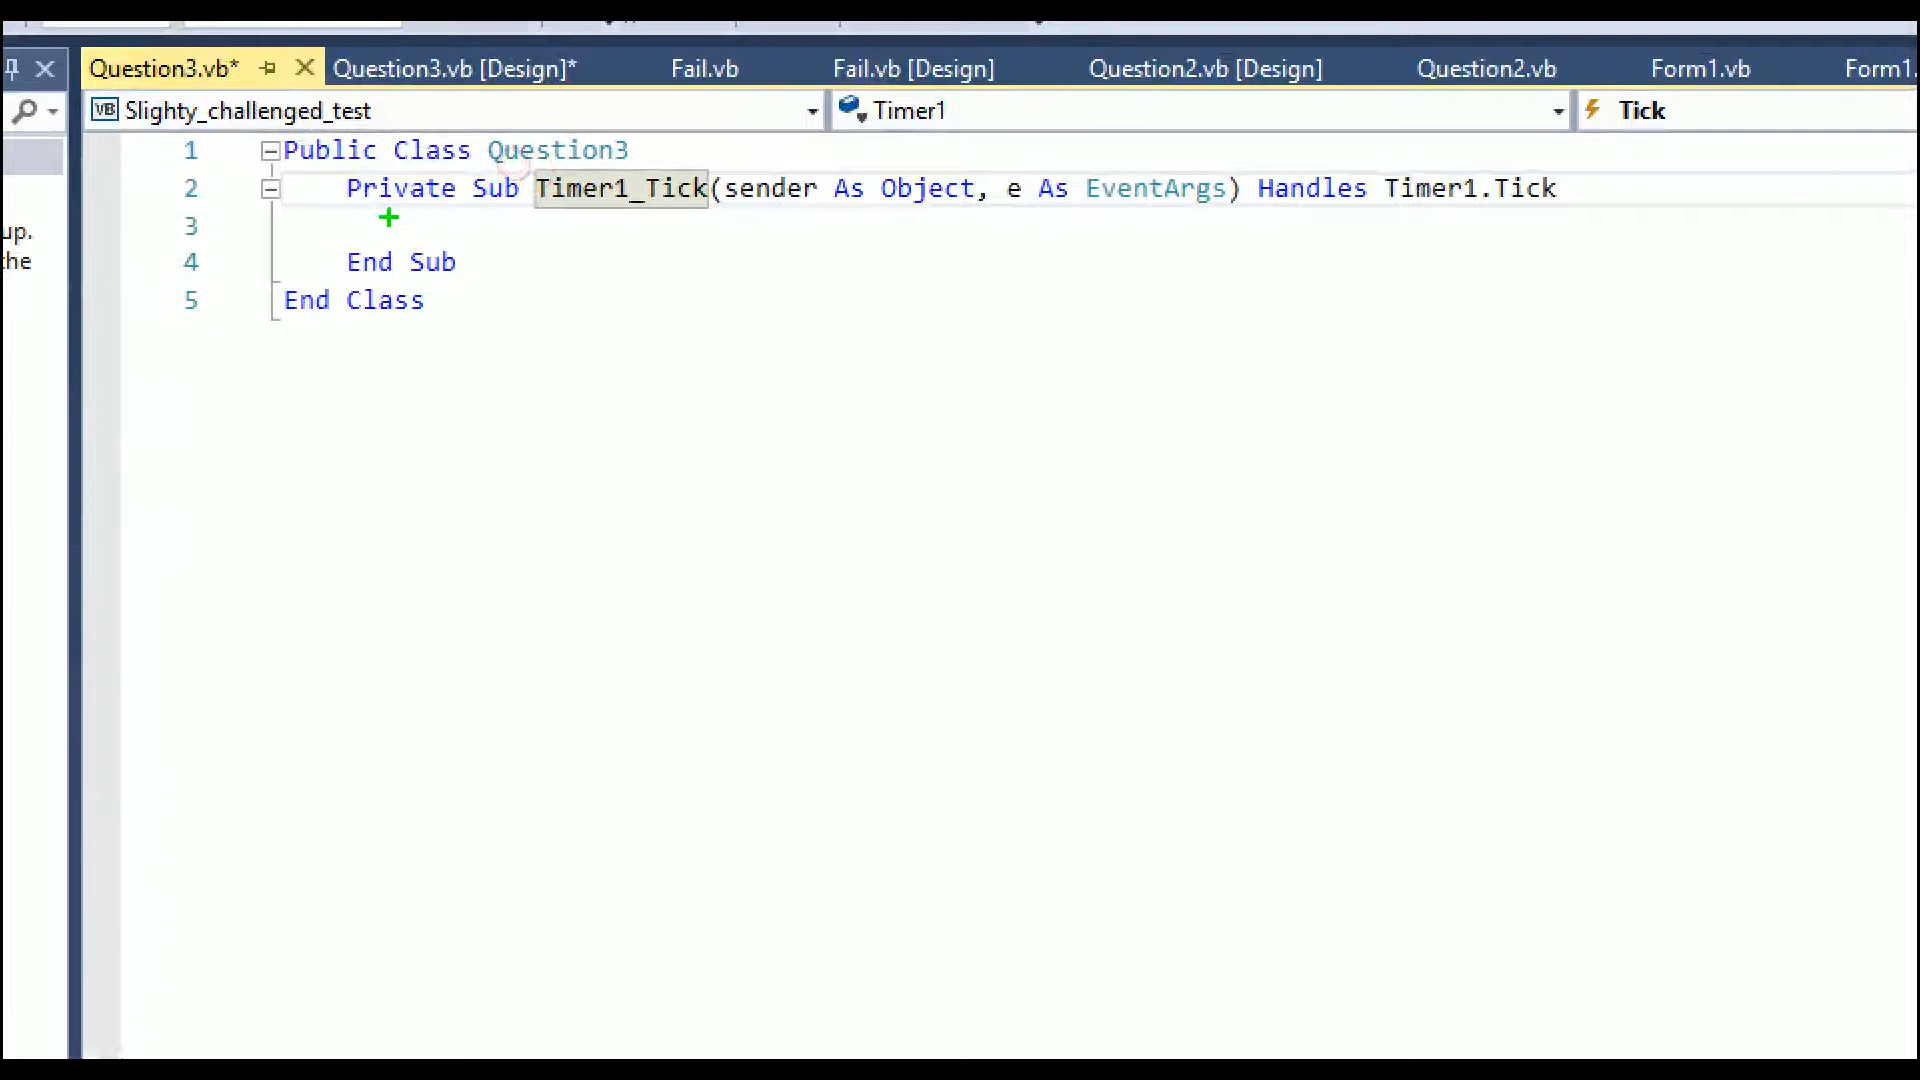 Question3.vb* Question3.vb [Design]* Fail.vb Fail.vb [Design] Question2.vb [Design] Question2.vb Form1.vb Form1.
VB Slighty_challenged_test Timer1 Tick
up.
the
1 Public Class Question3
2 Private Sub Timer1_Tick(sender As Object, e As EventArgs) Handles Timer1.Tick
3
4 End Sub
5 End Class